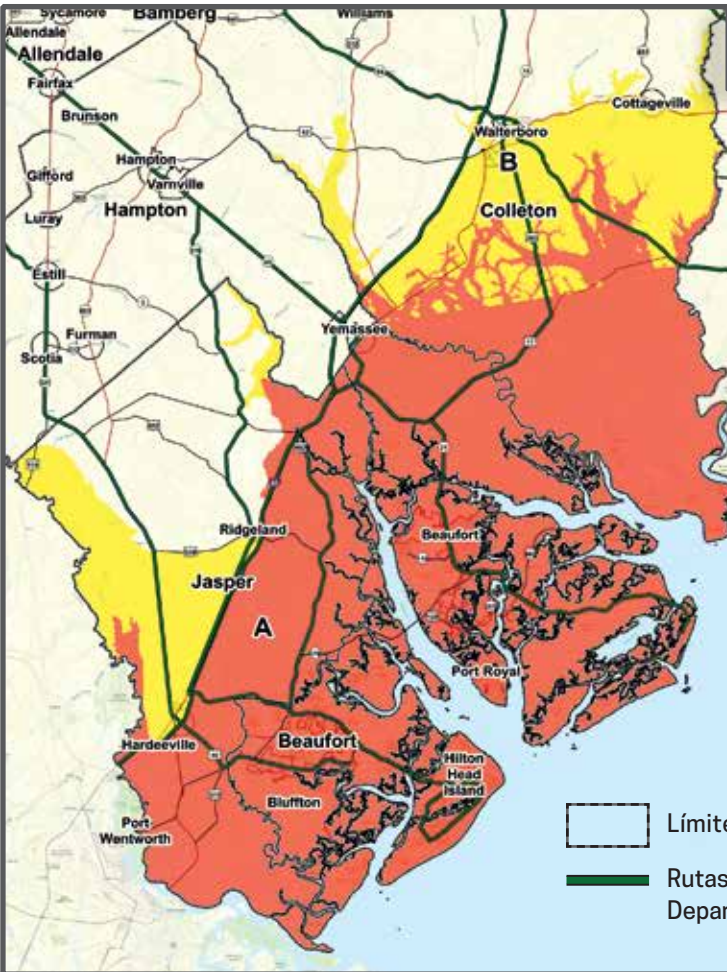 Sycamore
Bamberg
Williams
Allendale
Allendale
Fairfax
Cottageville
Brunson
Walterboro
Hampton
B
Gifford
Varnville
Hampton
Colleton
Luray
Estill
Yemassee
Furman
Scotia
Ridgeland
Beaufort
Jasper
A
Port Royal
Hardeeville
Beaufort
Hilton
Head
Island
Bluffton
Port
Wentworth
Límite
Rutas
Depar